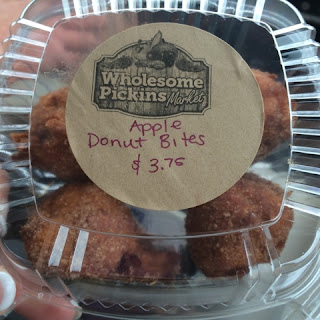 Wholesome
Pickins
Market
Apple
Donut Bites
$3.75